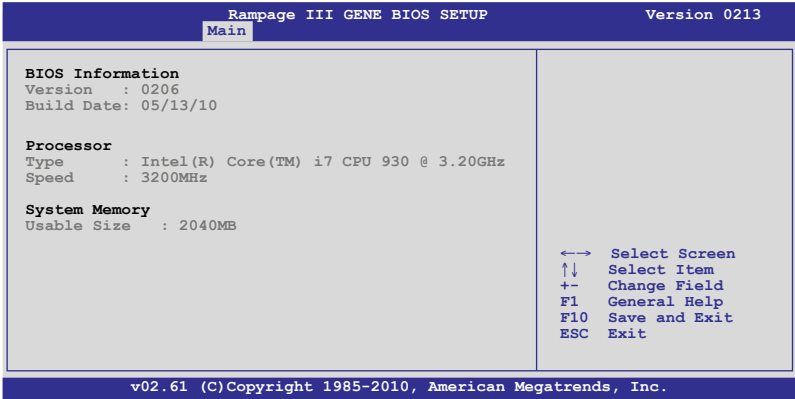 Rampage III GENE BIOS SETUP Version 0213
Main
BIOS Information
Version : 0206
Build Date: 05/13/10
Processor
Type : Intel(R) Core(TM) i7 CPU 930 @ 3.20GHz
Speed : 3200MHz
System Memory
Usable Size : 2040MB
←→ Select Screen
↑↓ Select Item
+- Change Field
F1 General Help
F10 Save and Exit
ESC Exit
v02.61 (C)Copyright 1985-2010, American Megatrends, Inc.